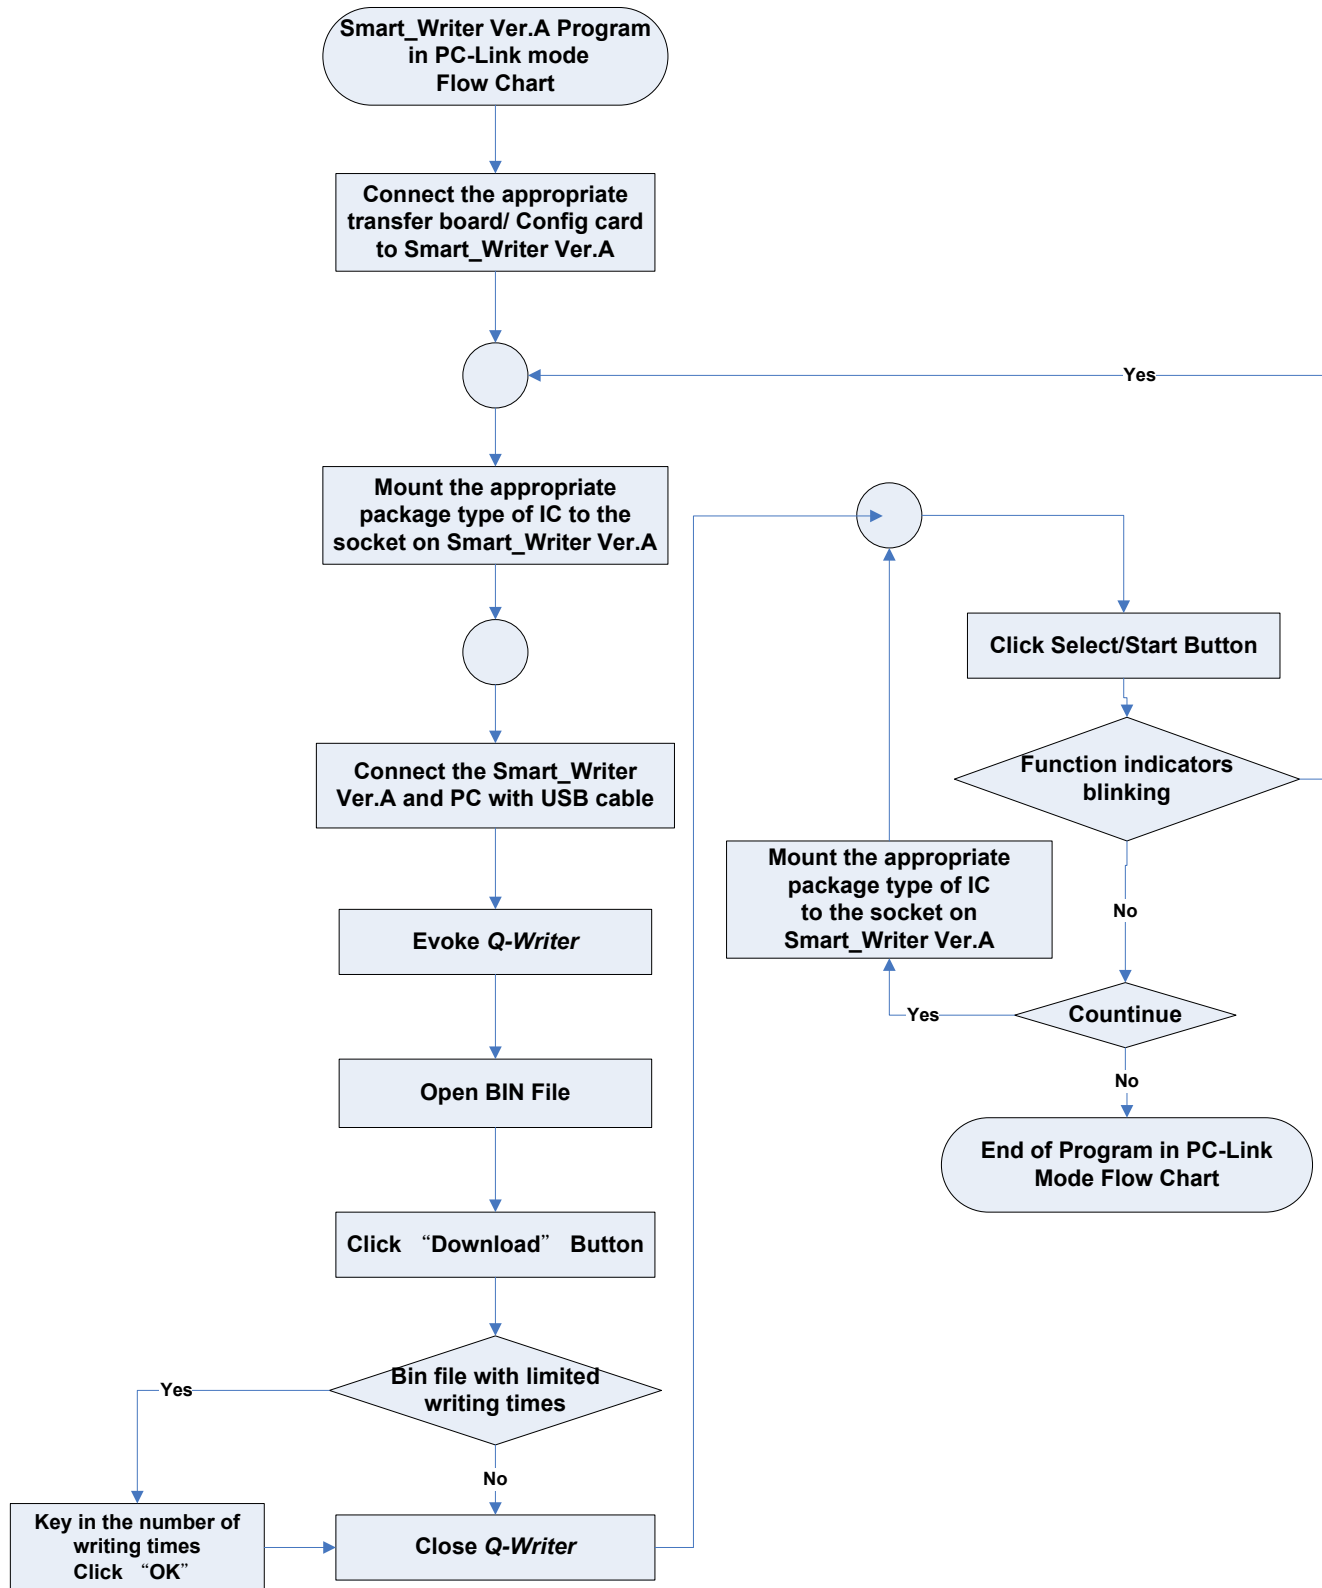 Smart_Writer Ver.A Program
in PC-Link mode
Flow Chart
Connect the appropriate
transfer board/ Config card
to Smart_Writer Ver.A
Yes
Mount the appropriate
package type of IC to the
socket on Smart_Writer Ver.A
Connect the Smart_Writer
Ver.A and PC with USB cable
Evoke Q-Writer
Open BIN File
Click “Download” Button
Bin file with limited
writing times
Yes
No
Key in the number of
writing times
Click “OK”
Close Q-Writer
Click Select/Start Button
Function indicators
blinking
No
Mount the appropriate
package type of IC
to the socket on
Smart_Writer Ver.A
Yes
Countinue
No
End of Program in PC-Link
Mode Flow Chart